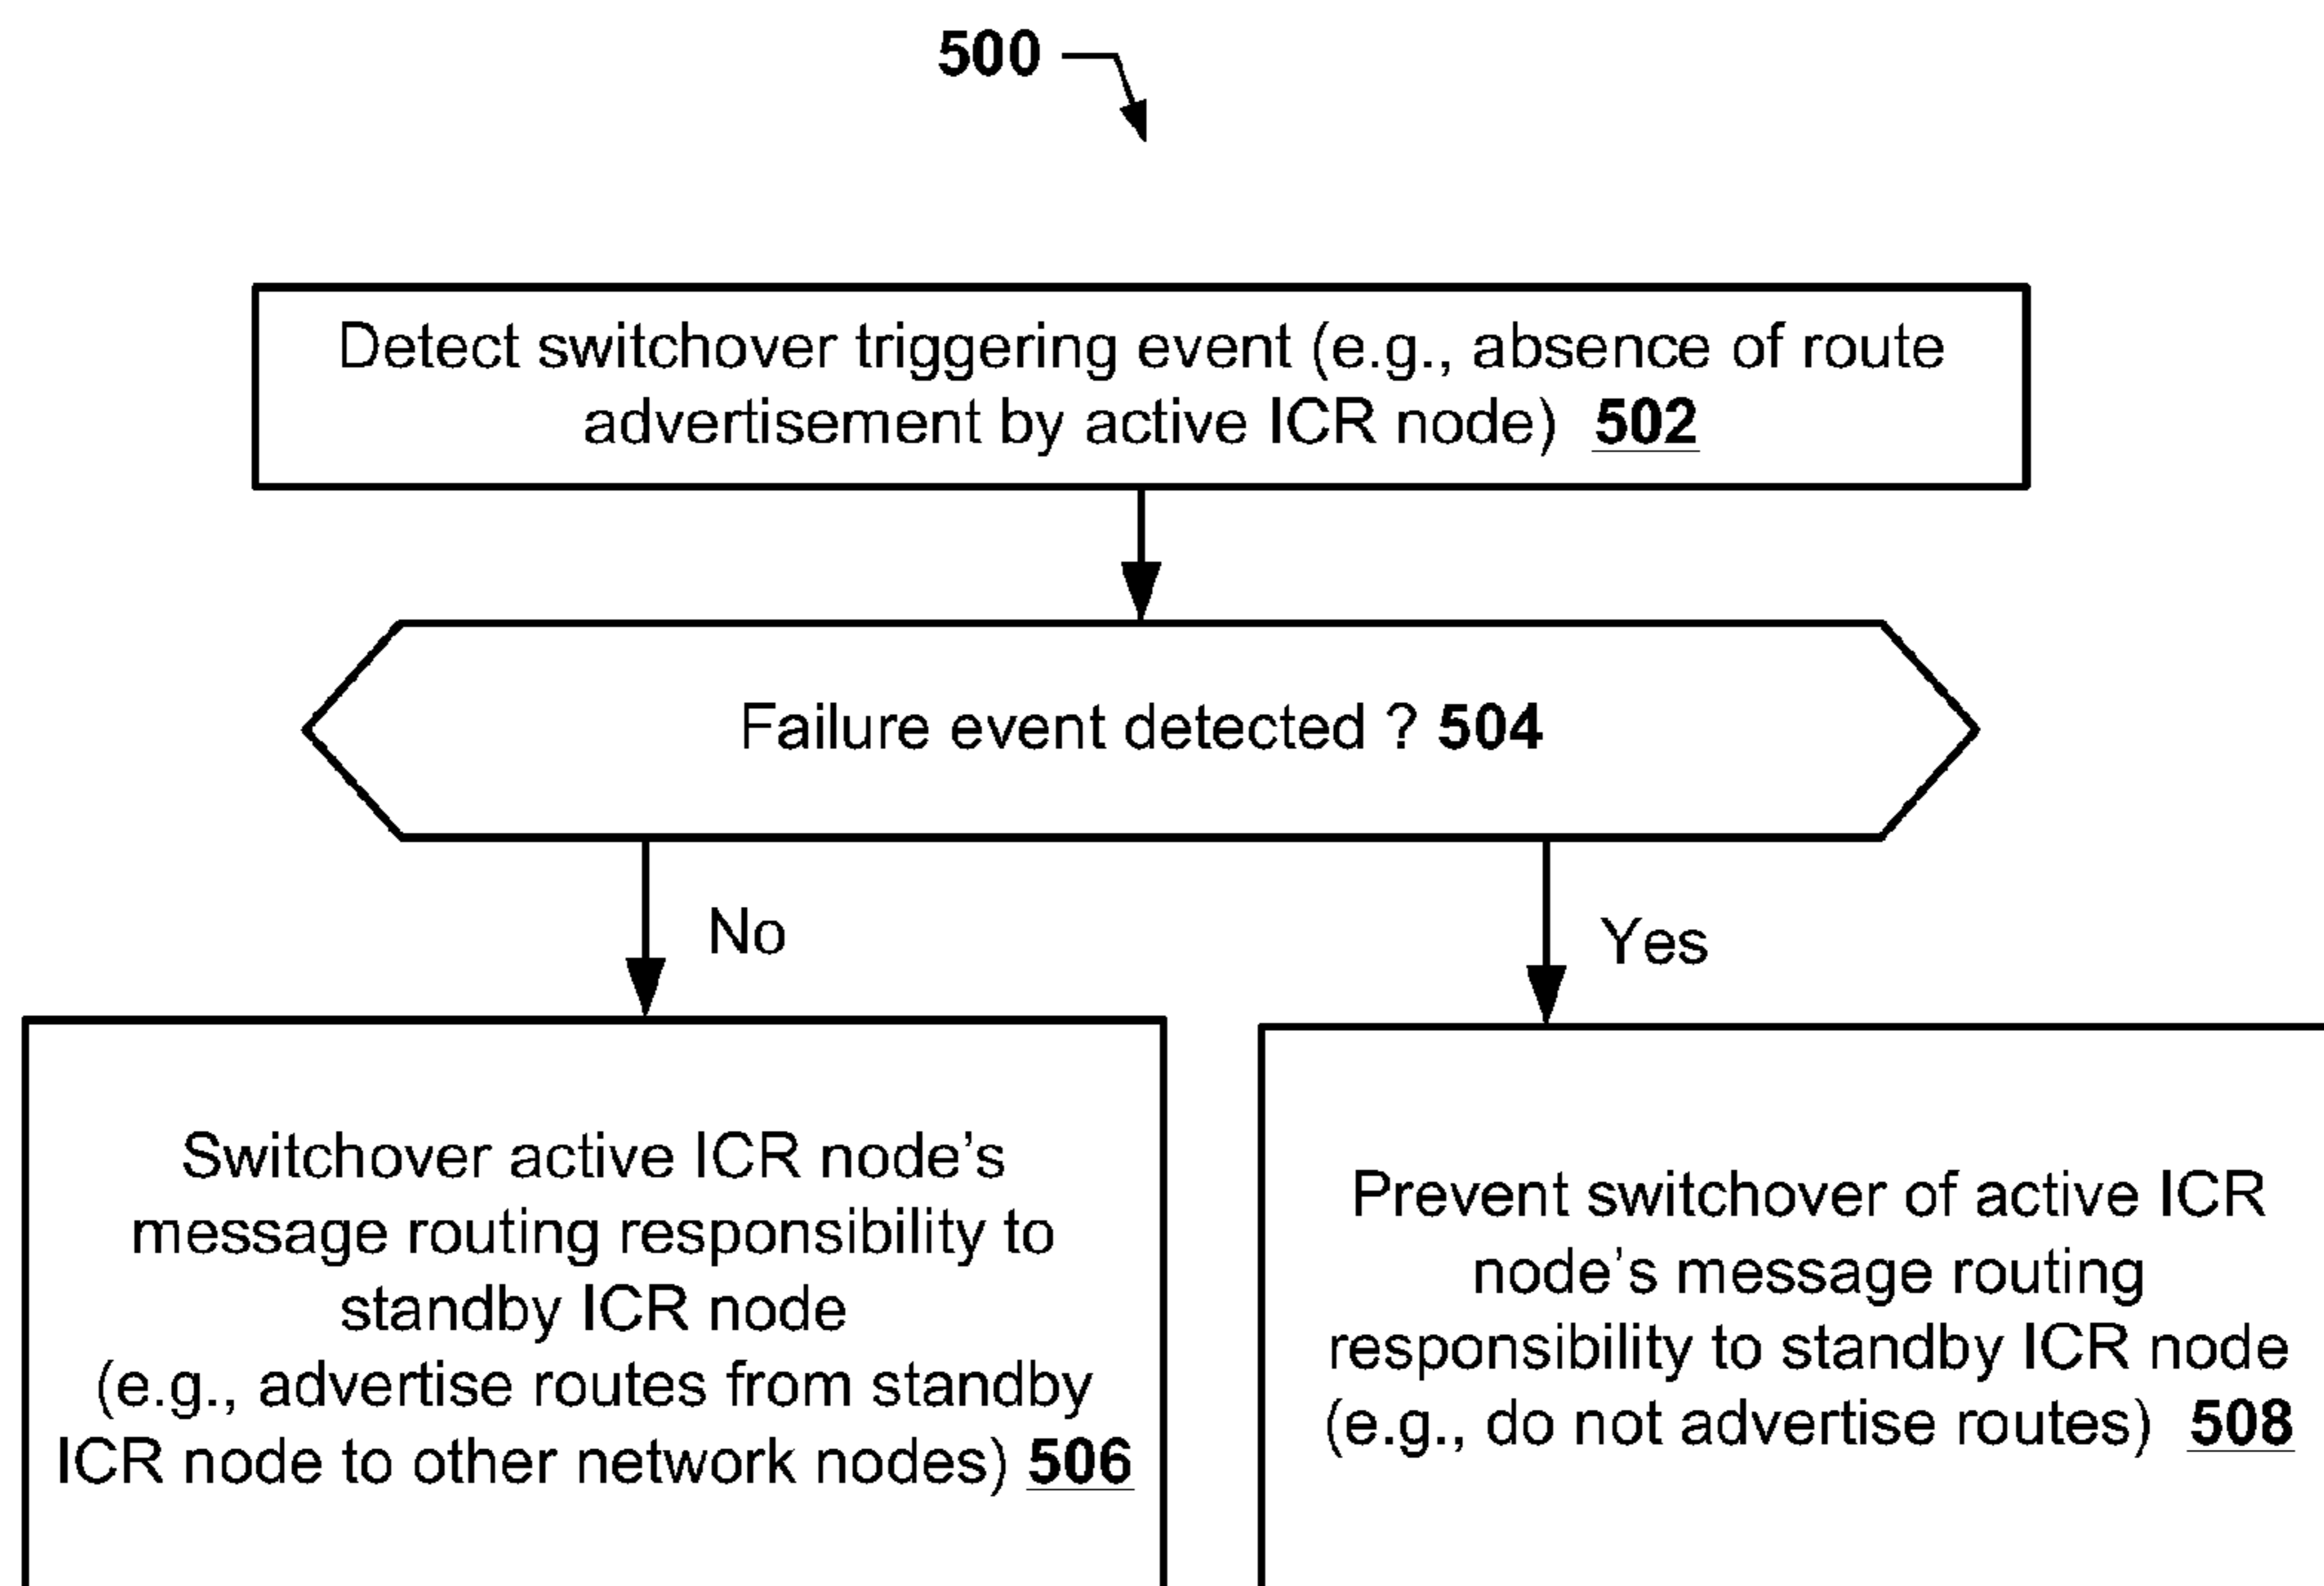 500
Detect switchover triggering event (e.g., absence of route
advertisement by active ICR node) 502
Failure event detected ? 504
No
Yes
Switchover active ICR node's
message routing responsibility to
standby ICR node
(e.g., advertise routes from standby
ICR node to other network nodes) 506
Prevent switchover of active ICR
node's message routing
responsibility to standby ICR node
(e.g., do not advertise routes) 508